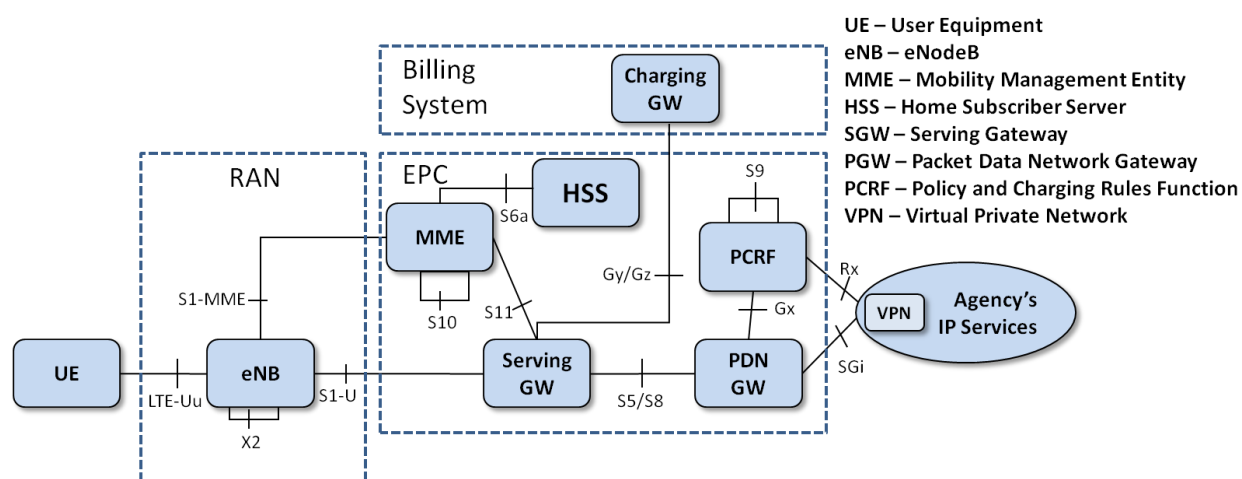 Billing
System
Charging
GW
UE – User Equipment
eNB – eNodeB
MME – Mobility Management Entity
HSS – Home Subscriber Server
SGW – Serving Gateway
PGW – Packet Data Network Gateway
PCRF – Policy and Charging Rules Function
VPN – Virtual Private Network
RAN
EPC
HSS
S9
S6a
MME
PCRF
Gy/Gz
Rx
S1-MME
S10
S11
Gx
VPN
Agency's
IP Services
UE
LTE-Uu
eNB
S1-U
X2
Serving
GW
S5/S8
PDN
GW
SGi